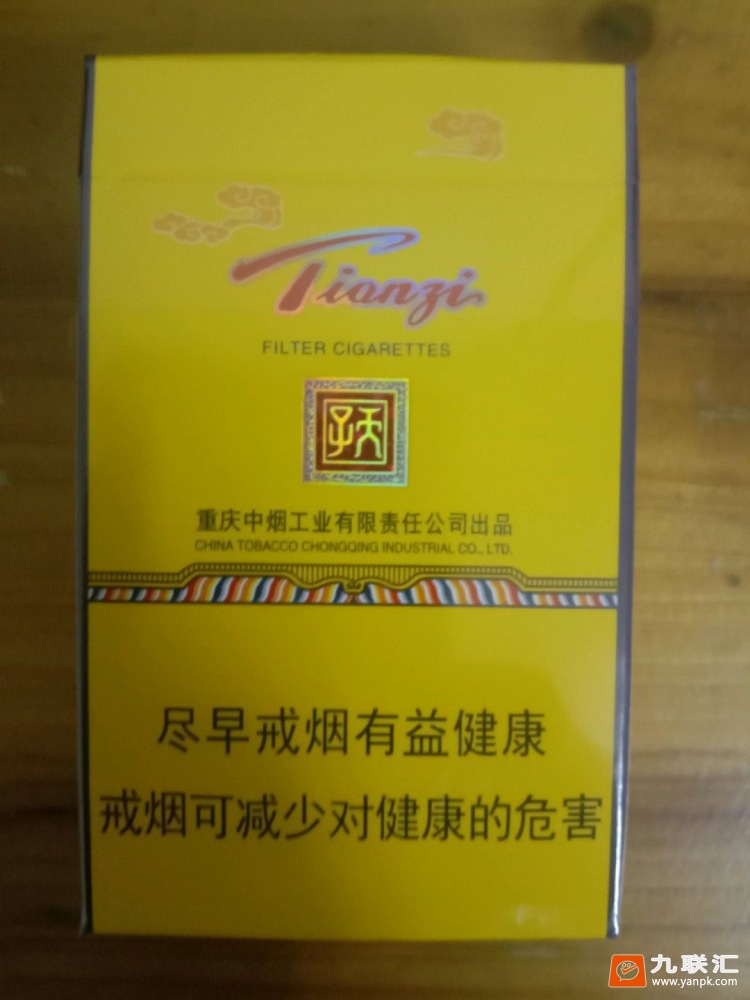 Tianzi
FILTER CIGARETTES
子天
重庆中烟工业有限责任公司出品
CHINA TOBACCO CHONGQING INDUSTRIAL CO., LTD.
尽早戒烟有益健康
戒烟可减少对健康的危害
九联汇
www.yanpk.com